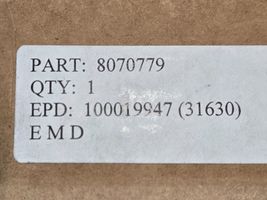 PART: 8070779
QTY: 1
EPD: 100019947 (31630)
E M D